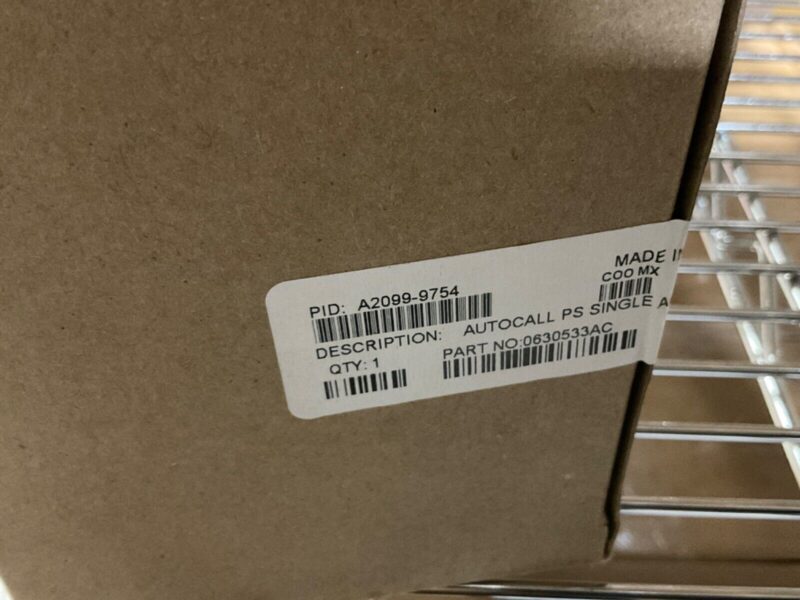 MADE IN
COO MX
PID: A2099-9754
DESCRIPTION: AUTOCALL PS SINGLE A
QTY: 1
PART NO:0630533AC